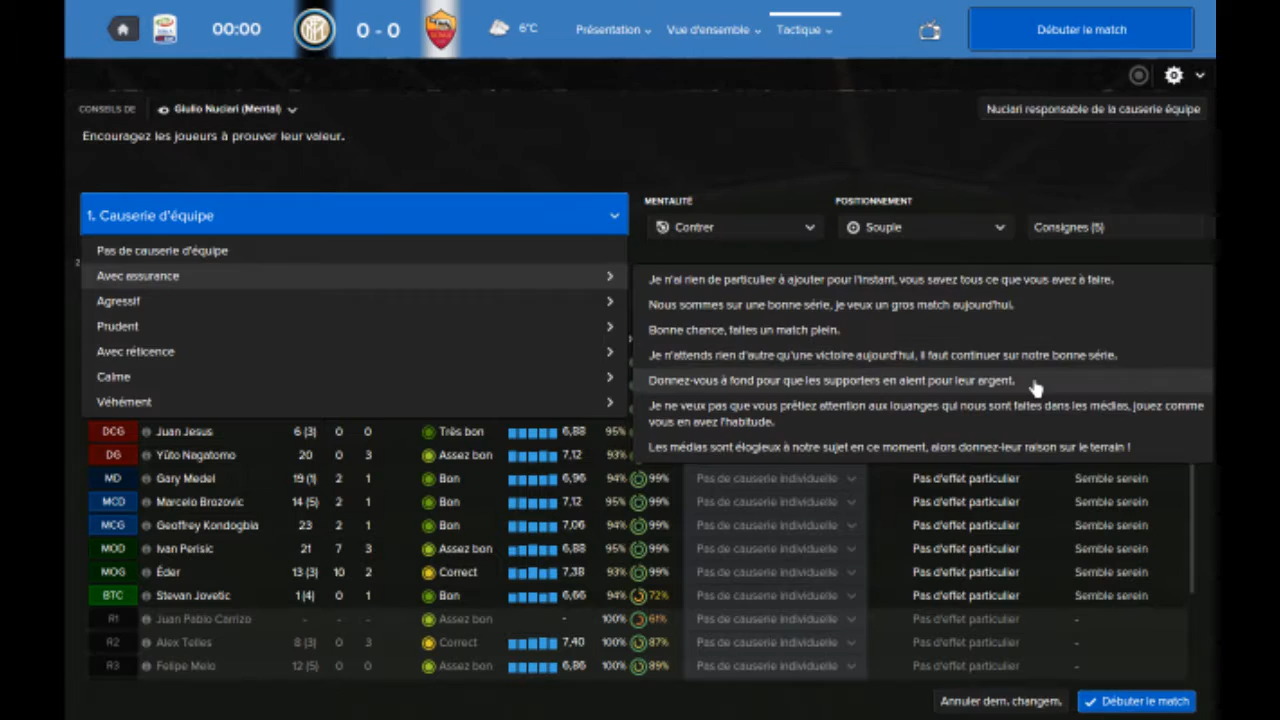 00:00
0 - 0
6°C
Présentation
Vue d'ensemble
Tactique
Débuter le match
CONSEILS DE
Giulio Nuciari (Mental)
Nuciari responsable de la causerie équipe
Encouragez les joueurs à prouver leur valeur.
1. Causerie d'équipe
MENTALITÉ
Contrer
POSITIONNEMENT
Souple
Consignes (5)
Pas de causerie d'équipe
Avec assurance
Agressif
Prudent
Avec réticence
Calme
Véhément
Je n'ai rien de particulier à ajouter pour l'instant, vous savez tous ce que vous avez à faire.
Nous sommes sur une bonne série, je veux un gros match aujourd'hui.
Bonne chance, faites un match plein.
Je n'attends rien d'autre qu'une victoire aujourd'hui, il faut continuer sur notre bonne série.
Donnez-vous à fond pour que les supporters en aient pour leur argent.
Je ne veux pas que vous prêtiez attention aux louanges qui nous sont faites dans les médias, jouez comme
vous en avez l'habitude.
Les médias sont élogieux à notre sujet en ce moment, alors donnez-leur raison sur le terrain !
DCG Juan Jesus 6 (3) 0 0 Très bon 6,88 95%
DG Yūto Nagatomo 20 0 3 Assez bon 7,12 93%
MD Gary Medel 19 (1) 2 1 Bon 6,96 94% 99% Pas de causerie individuelle Pas d'effet particulier Semble serein
MCD Marcelo Brozovic 14 (5) 2 1 Bon 7,12 95% 99% Pas de causerie individuelle Pas d'effet particulier Semble serein
MCG Geoffrey Kondogbia 23 2 1 Bon 7,06 94% 99% Pas de causerie individuelle Pas d'effet particulier Semble serein
MOD Ivan Perisic 21 7 3 Assez bon 6,88 95% 99% Pas de causerie individuelle Pas d'effet particulier Semble serein
MOG Éder 13 (3) 10 2 Correct 7,38 93% 99% Pas de causerie individuelle Pas d'effet particulier Semble serein
BTC Stevan Jovetic 1 (4) 0 1 Bon 6,66 94% 72% Pas de causerie individuelle Pas d'effet particulier Semble serein
R1 Juan Pablo Carrizo - - - Assez bon - 100% 61% Pas de causerie individuelle Pas d'effet particulier -
R2 Alex Telles 8 (3) 0 3 Correct 7,40 100% 87% Pas de causerie individuelle Pas d'effet particulier -
R3 Felipe Melo 12 (5) 0 0 Assez bon 6,86 100% 89% Pas de causerie individuelle Pas d'effet particulier -
Annuler dern. changem.
Débuter le match